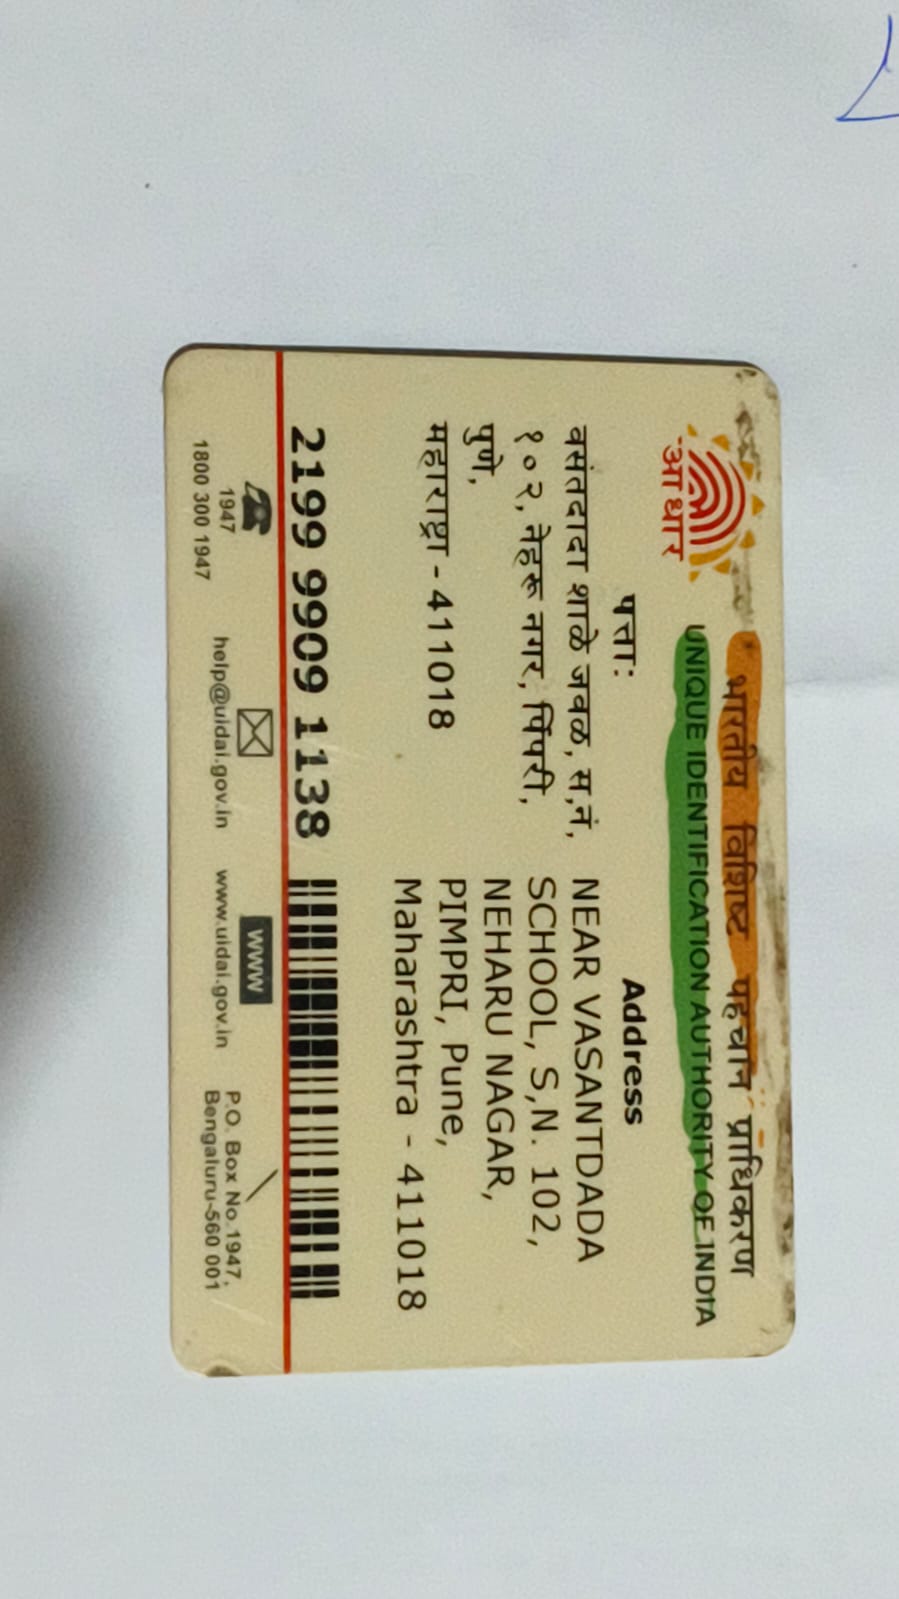 भारतीय विशिष्ट पहचान प्राधिकरण
UNIQUE IDENTIFICATION AUTHORITY OF INDIA
आधार
पत्ता:
वसंतदादा शाळे जवळ, स,नं,
१०२, नेहरू नगर, पिंपरी,
पुणे,
महाराष्ट्रा - 411018
Address
NEAR VASANTDADA
SCHOOL, S,N. 102,
NEHARU NAGAR,
PIMPRI, Pune,
Maharashtra - 411018
2199 9909 1138
1947
1800 300 1947
help@uidai.gov.in
www
www.uidai.gov.in
P.O. Box No.1947,
Bengaluru-560 001